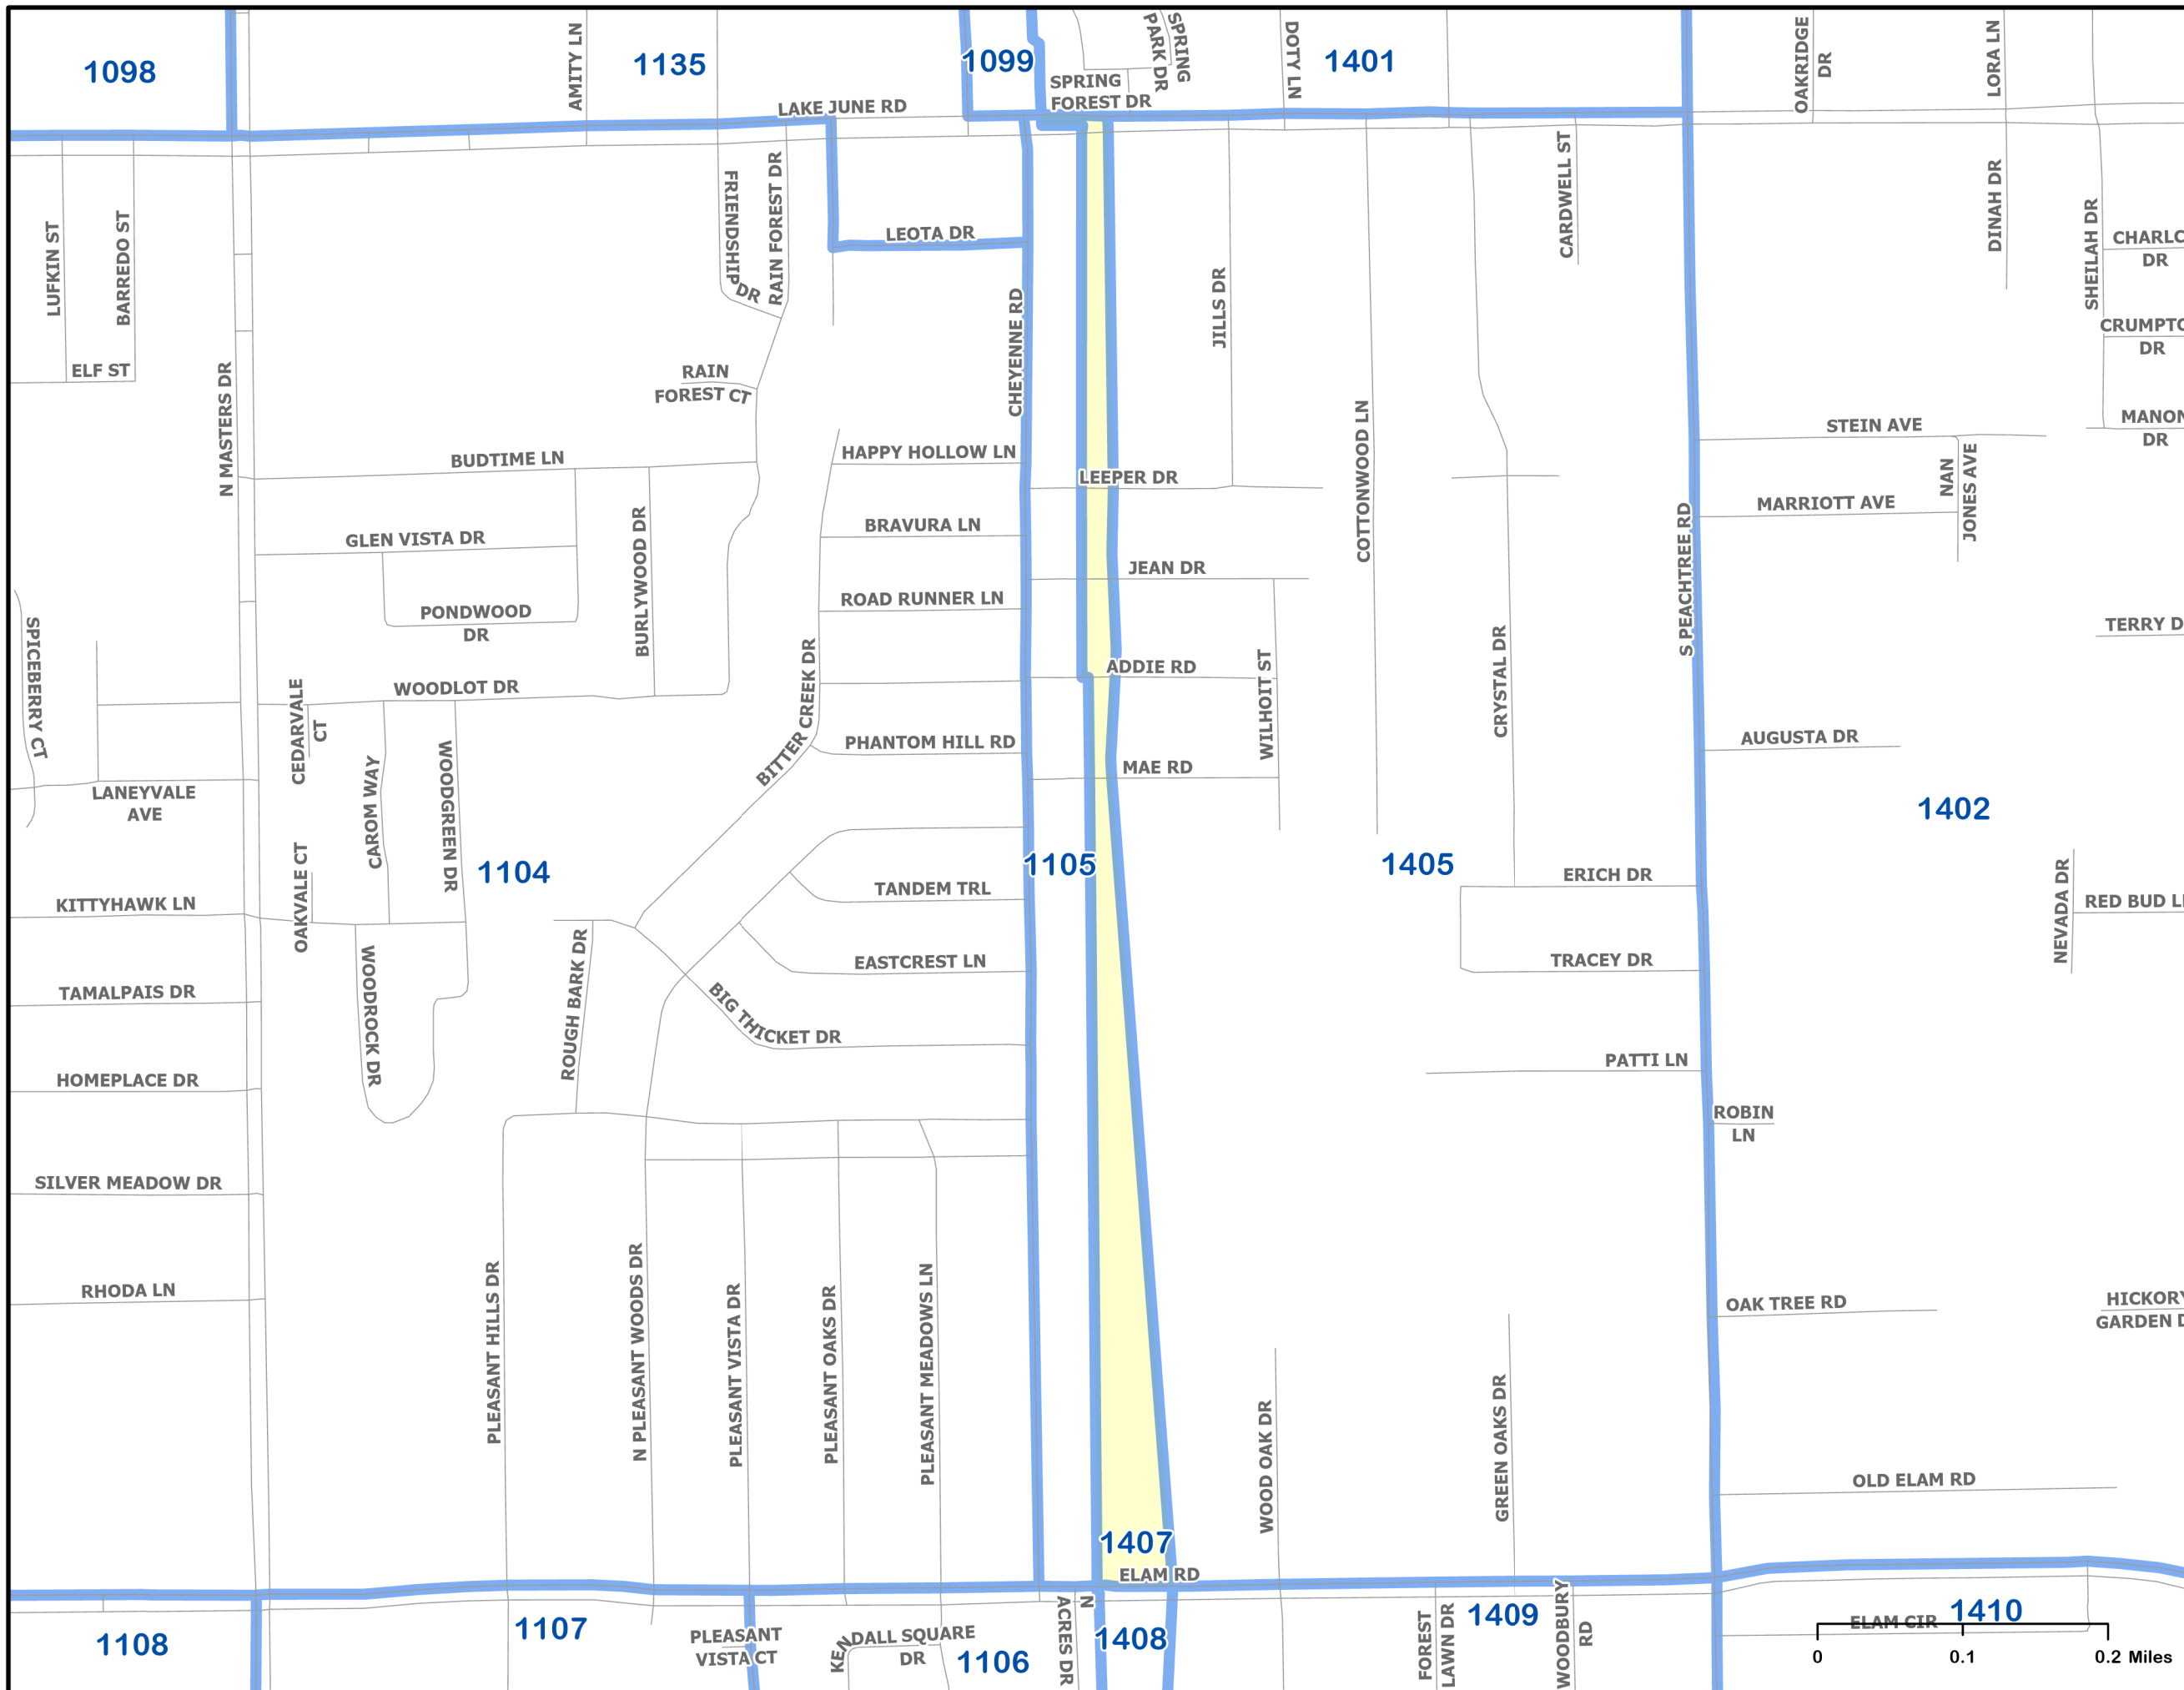 1098
1135
1099
1401
AMITY LN
SPRING
PARK DR
DOTY LN
OAKRIDGE
DR
LORA LN
SPRING
FOREST DR
LAKE JUNE RD
LUFKIN ST
BARREDO ST
ELF ST
N MASTERS DR
FRIENDSHIP DR
RAIN FOREST DR
LEOTA DR
CHEYENNE RD
JILLS DR
CARDWELL ST
DINAH DR
SHEILAH DR
CHARLC
DR
CRUMPTO
DR
MANON
DR
RAIN
FOREST CT
BUDTIME LN
HAPPY HOLLOW LN
LEEPER DR
COTTONWOOD LN
STEIN AVE
NAN
JONES AVE
MARRIOTT AVE
S PEACHTREE RD
GLEN VISTA DR
BURLYWOOD DR
BRAVURA LN
JEAN DR
PONDWOOD
DR
ROAD RUNNER LN
TERRY D
SPICEBERRY CT
WOODLOT DR
CEDARVALE
CT
BITTER CREEK DR
ADDIE RD
WILHOIT ST
CRYSTAL DR
AUGUSTA DR
PHANTOM HILL RD
MAE RD
CAROM WAY
WOODGREEN DR
LANEYVALE
AVE
1402
1104
1105
1405
OAKVALE CT
KITTYHAWK LN
TANDEM TRL
ERICH DR
NEVADA DR
RED BUD L
WOODROCK DR
ROUGH BARK DR
EASTCREST LN
TRACEY DR
TAMALPAIS DR
BIG THICKET DR
HOMEPLACE DR
PATTI LN
ROBIN
LN
SILVER MEADOW DR
RHODA LN
PLEASANT HILLS DR
N PLEASANT WOODS DR
PLEASANT VISTA DR
PLEASANT OAKS DR
PLEASANT MEADOWS LN
OAK TREE RD
HICKORY
GARDEN D
WOOD OAK DR
GREEN OAKS DR
OLD ELAM RD
1407
ELAM RD
1108
1107
PLEASANT
VISTA CT
KENDALL SQUARE
DR
1106
N
ACRES DR
1408
FOREST
LAWN DR
1409
WOODBURY
RD
ELAM CIR
1410
0 0.1 0.2 Miles